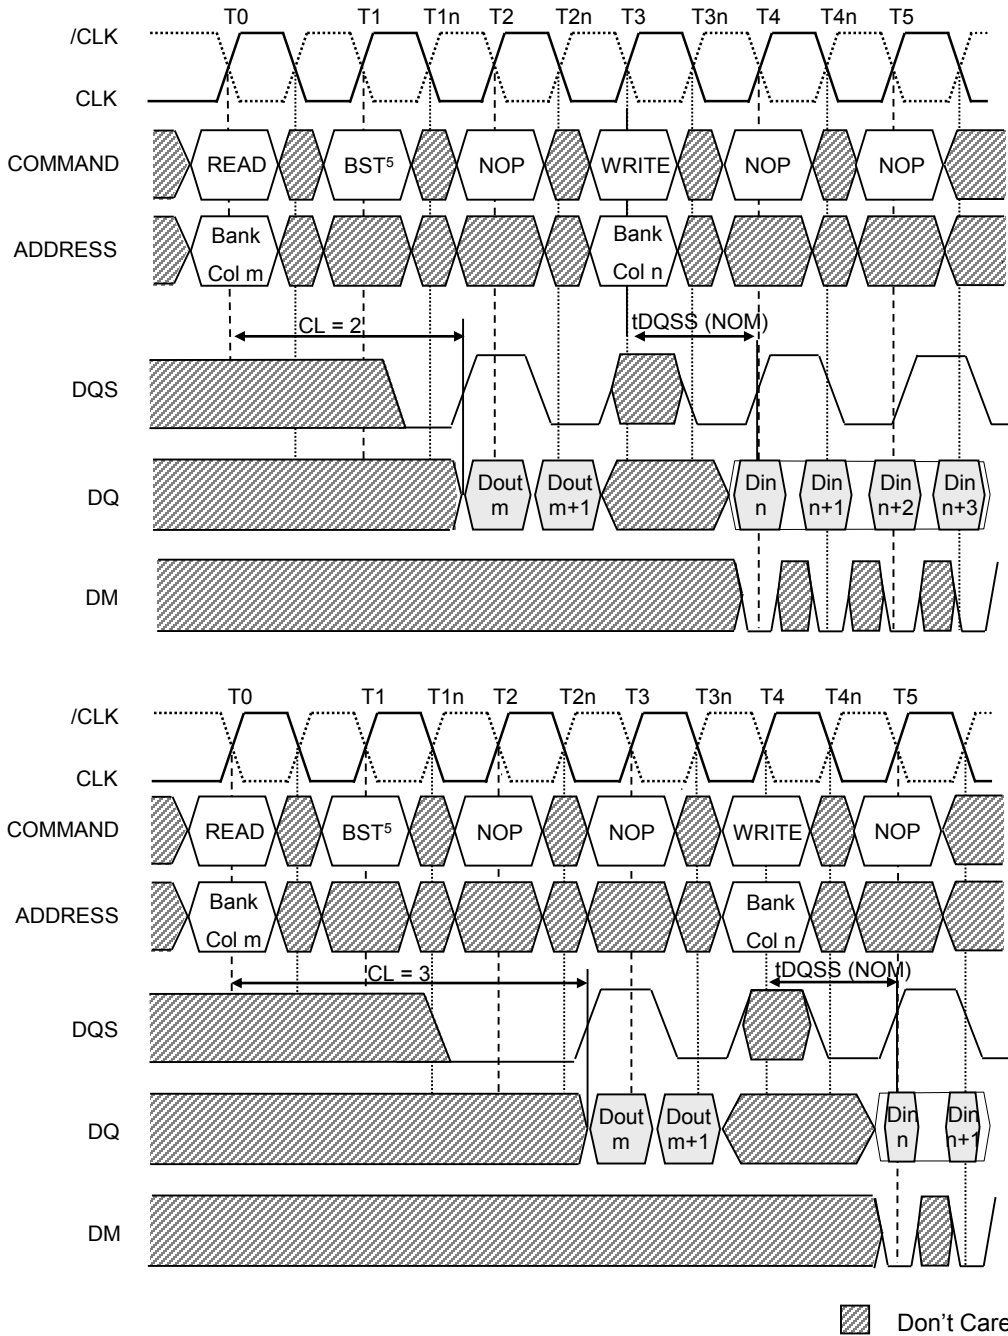 T0 T1 T1n T2 T2n T3 T3n T4 T4n T5
/CLK
CLK
COMMAND READ BST⁵ NOP WRITE NOP NOP
ADDRESS Bank Bank
Col m Col n
CL = 2 tDQSS (NOM)
DQS
DQ Dout Dout Din Din Din Din
m m+1 n n+1 n+2 n+3
DM
T0 T1 T1n T2 T2n T3 T3n T4 T4n T5
/CLK
CLK
COMMAND READ BST⁵ NOP NOP WRITE NOP
ADDRESS Bank Bank
Col m Col n
CL = 3 tDQSS (NOM)
DQS
DQ Dout Dout Din Din
m m+1 n n+1
DM
Don't Care